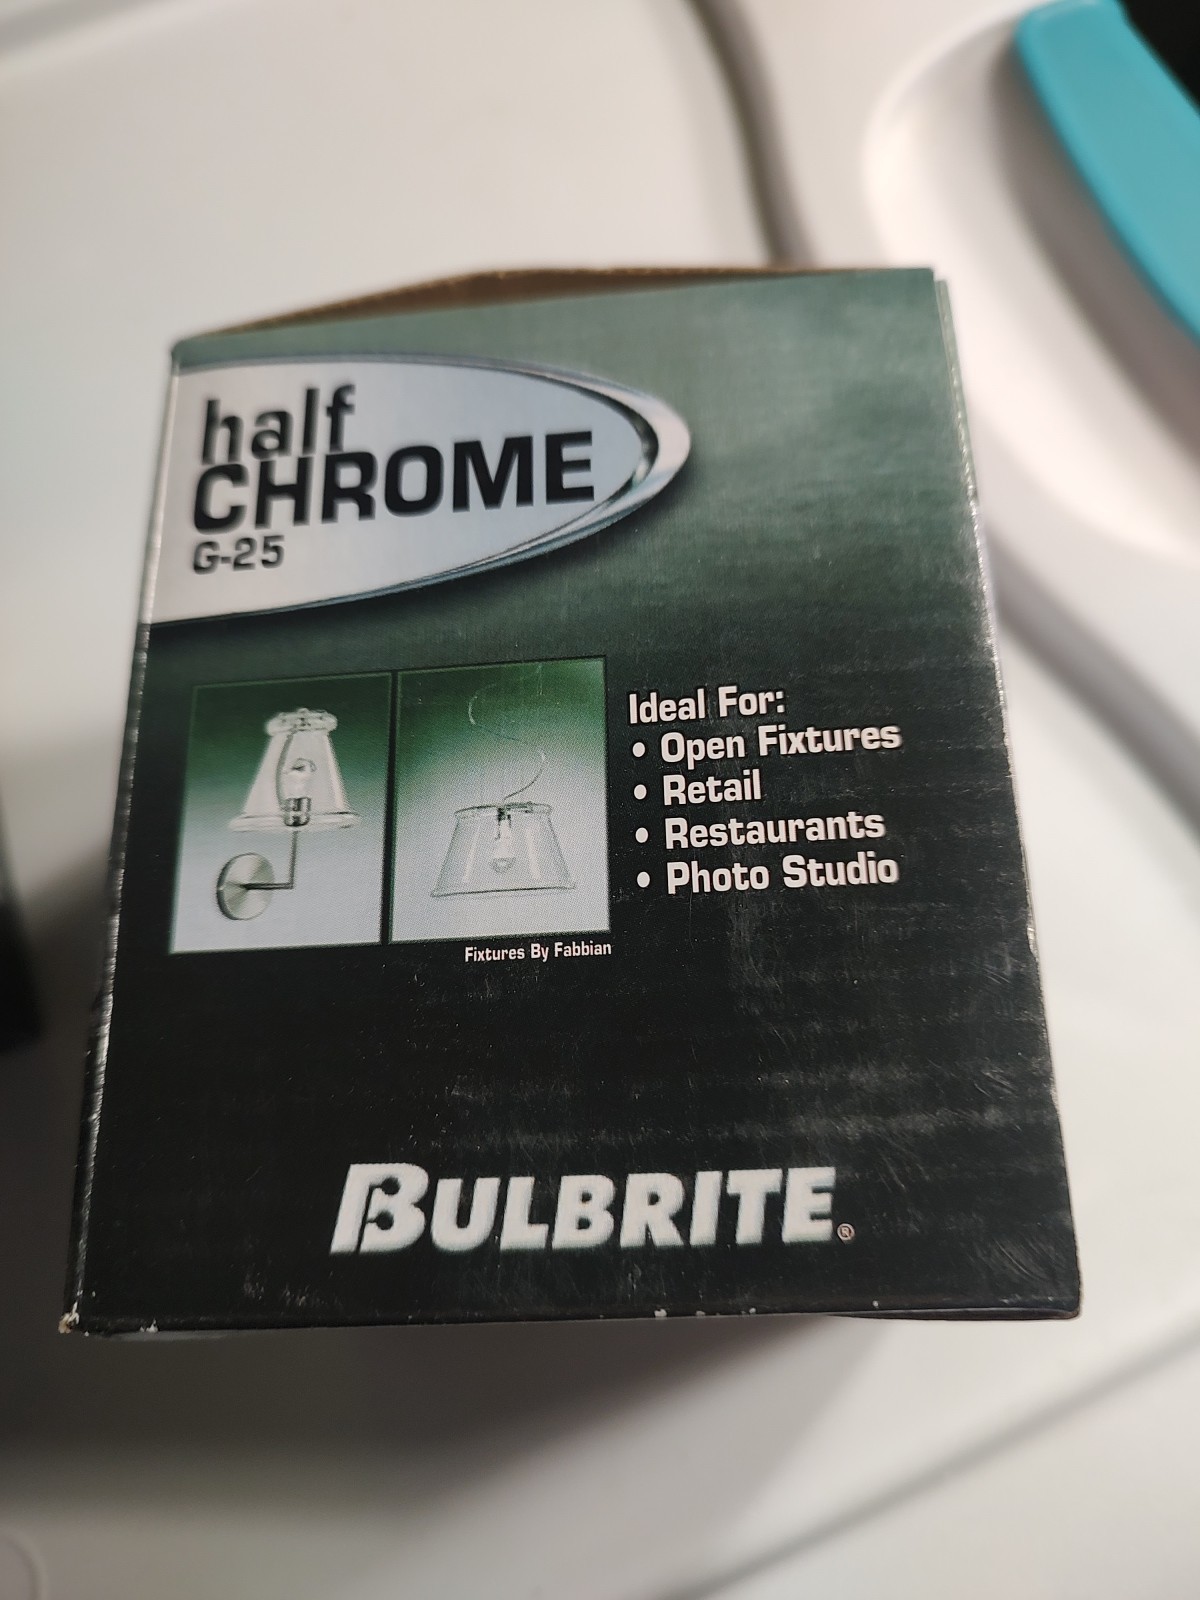 half
CHROME
G-25
Ideal For:
• Open Fixtures
• Retail
• Restaurants
• Photo Studio
Fixtures By Fabbian
BULBRITE®